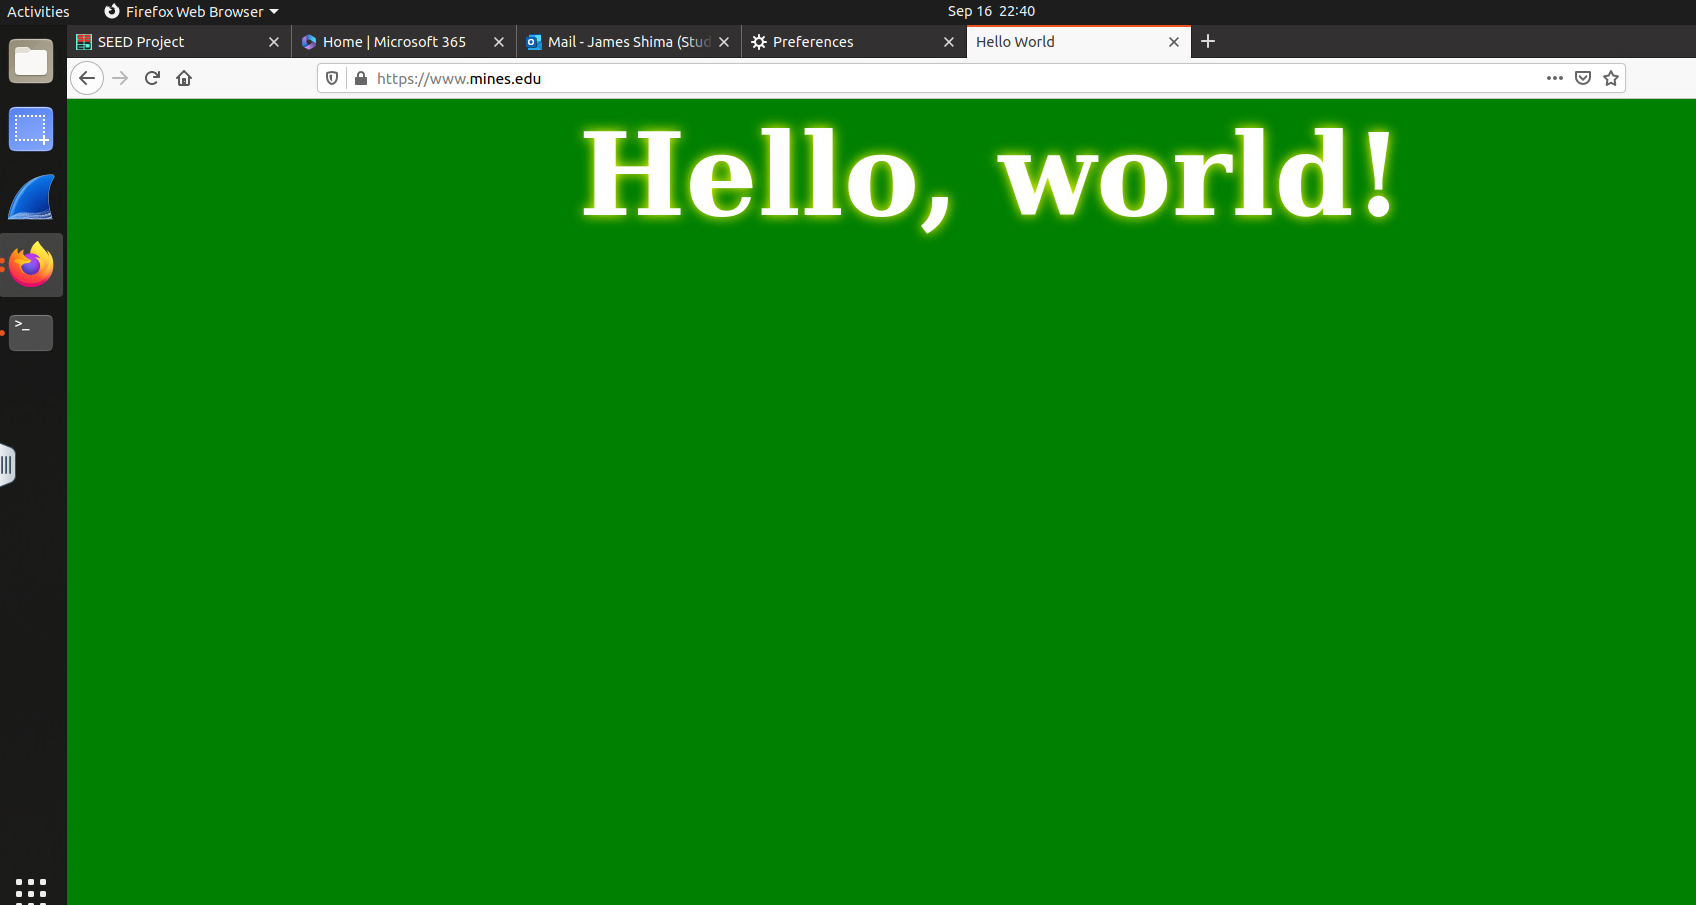 Activities
Firefox Web Browser
Sep 16 22:40
SEED Project
Home | Microsoft 365
Mail - James Shima (Stud
Preferences
Hello World
https://www.mines.edu
Hello, world!